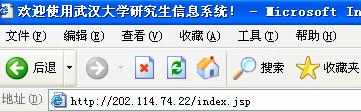 欢迎使用武汉大学研究生信息系统! - Microsoft In
文件(F) 编辑(E) 查看(V) 收藏(A) 工具(T) 帮助(H)
后退 搜索 收藏夹
地址(D) http://202.114.74.22/index.jsp